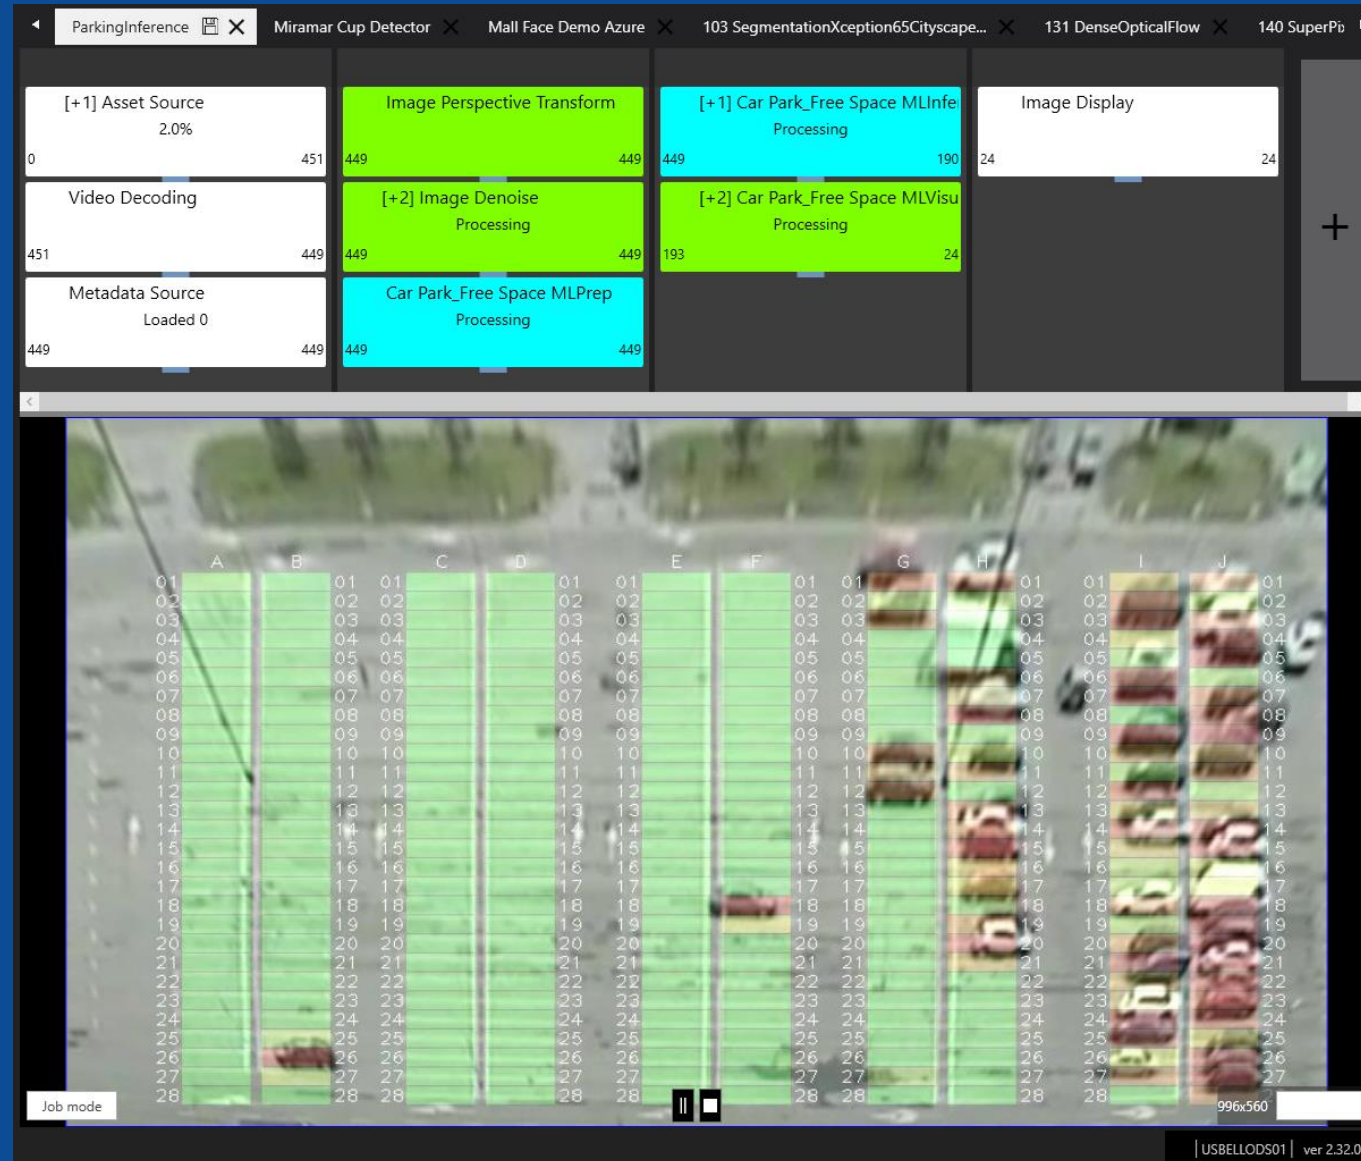 ParkingInference
Miramar Cup Detector
Mall Face Demo Azure
103 SegmentationXception65Cityscape...
131 DenseOpticalFlow
140 SuperPi
[+1] Asset Source
2.0%
0 451
Video Decoding
451 449
Metadata Source
Loaded 0
449 449
Image Perspective Transform
449 449
[+2] Image Denoise
Processing
449 449
Car Park_Free Space MLPrep
Processing
449 449
[+1] Car Park_Free Space MLInfe
Processing
449 190
[+2] Car Park_Free Space MLVisu
Processing
193 24
Image Display
24 24
+
A B C D E F G H I J
01 01 01 01 01 01 01 01 01 01
02 02 02 02 02 02 02 02 02 02
03 03 03 03 03 03 03 03 03 03
04 04 04 04 04 04 04 04 04 04
05 05 05 05 05 05 05 05 05 05
06 06 06 06 06 06 06 06 06 06
07 07 07 07 07 07 07 07 07 07
08 08 08 08 08 08 08 08 08 08
09 09 09 09 09 09 09 09 09 09
10 10 10 10 10 10 10 10 10 10
11 11 11 11 11 11 11 11 11 11
12 12 12 12 12 12 12 12 12 12
13 13 13 13 13 13 13 13 13 13
14 14 14 14 14 14 14 14 14 14
15 15 15 15 15 15 15 15 15 15
16 16 16 16 16 16 16 16 16 16
17 17 17 17 17 17 17 17 17 17
18 18 18 18 18 18 18 18 18 18
19 19 19 19 19 19 19 19 19 19
20 20 20 20 20 20 20 20 20 20
21 21 21 21 21 21 21 21 21 21
22 22 22 22 22 22 22 22 22 22
23 23 23 23 23 23 23 23 23 23
24 24 24 24 24 24 24 24 24 24
25 25 25 25 25 25 25 25 25 25
26 26 26 26 26 26 26 26 26 26
27 27 27 27 27 27 27 27 27 27
28 28 28 28 28 28 28 28 28
Job mode
996x560
USBELLODS01 ver 2.32.0